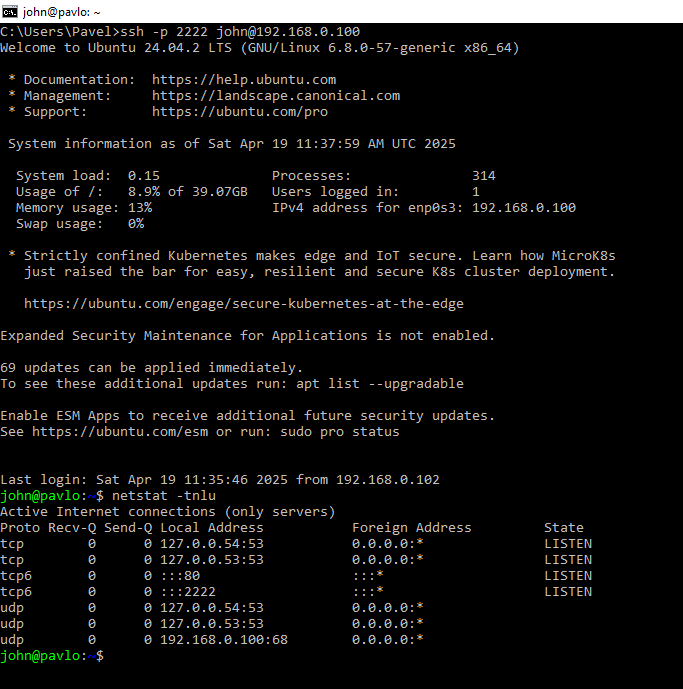 john@pavlo: ~
C:\Users\Pavel>ssh -p 2222 john@192.168.0.100
Welcome to Ubuntu 24.04.2 LTS (GNU/Linux 6.8.0-57-generic x86_64)
* Documentation:  https://help.ubuntu.com
* Management:     https://landscape.canonical.com
* Support:        https://ubuntu.com/pro
System information as of Sat Apr 19 11:37:59 AM UTC 2025
System load:  0.15               Processes:               314
Usage of /:   8.9% of 39.07GB   Users logged in:         1
Memory usage: 13%                IPv4 address for enp0s3: 192.168.0.100
Swap usage:   0%
* Strictly confined Kubernetes makes edge and IoT secure. Learn how MicroK8s
just raised the bar for easy, resilient and secure K8s cluster deployment.
https://ubuntu.com/engage/secure-kubernetes-at-the-edge
Expanded Security Maintenance for Applications is not enabled.
69 updates can be applied immediately.
To see these additional updates run: apt list --upgradable
Enable ESM Apps to receive additional future security updates.
See https://ubuntu.com/esm or run: sudo pro status
Last login: Sat Apr 19 11:35:46 2025 from 192.168.0.102
john@pavlo:~$ netstat -tnlu
Active Internet connections (only servers)
Proto Recv-Q Send-Q Local Address           Foreign Address         State
tcp        0      0 127.0.0.54:53           0.0.0.0:*               LISTEN
tcp        0      0 127.0.0.53:53           0.0.0.0:*               LISTEN
tcp6       0      0 :::80                   :::*                    LISTEN
tcp6       0      0 :::2222                 :::*                    LISTEN
udp        0      0 127.0.0.54:53           0.0.0.0:*
udp        0      0 127.0.0.53:53           0.0.0.0:*
udp        0      0 192.168.0.100:68        0.0.0.0:*
john@pavlo:~$